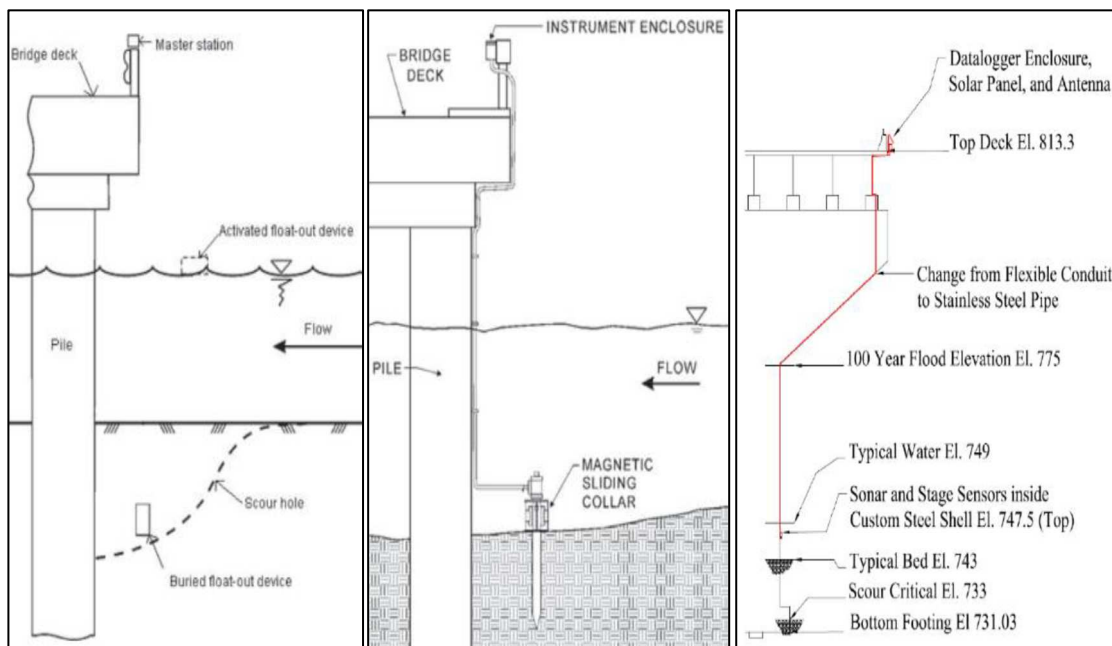 Master station
Bridge deck
Activated float-out device
Flow
Pile
Scour hole
Buried float-out device
INSTRUMENT ENCLOSURE
BRIDGE
DECK
PILE
FLOW
MAGNETIC
SLIDING
COLLAR
Datalogger Enclosure,
Solar Panel, and Antenna
Top Deck El. 813.3
Change from Flexible Conduit
to Stainless Steel Pipe
100 Year Flood Elevation El. 775
Typical Water El. 749
Sonar and Stage Sensors inside
Custom Steel Shell El. 747.5 (Top)
Typical Bed El. 743
Scour Critical El. 733
Bottom Footing El 731.03